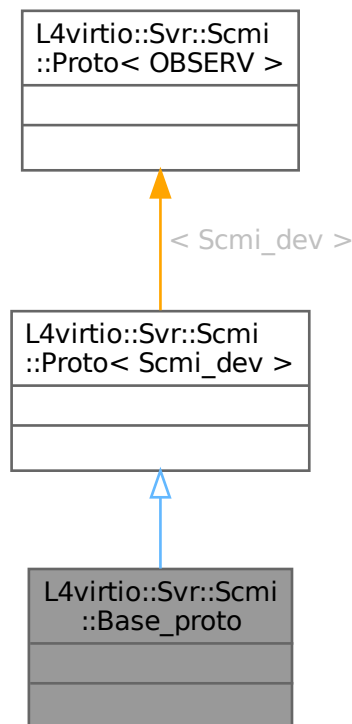 L4virtio::Svr::Scmi
::Proto< OBSERV >
< Scmi_dev >
L4virtio::Svr::Scmi
::Proto< Scmi_dev >
L4virtio::Svr::Scmi
::Base_proto